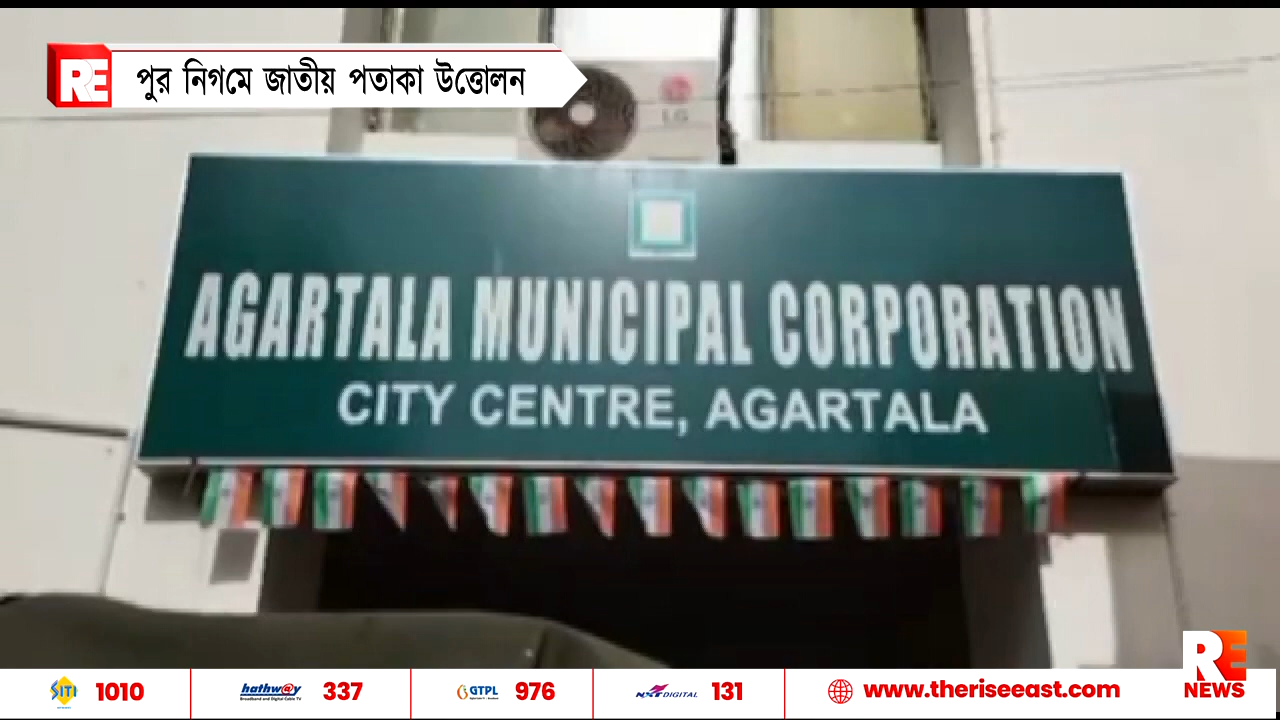 RE পুর নিগমে জাতীয় পতাকা উত্তোলন
LG
AGARTALA MUNICIPAL CORPORATION
CITY CENTRE, AGARTALA
SITI 1010
hathway
Broadband and Digital Cable TV
337
GTPL 976
NXT DIGITAL 131
www.theriseeast.com
RE
NEWS